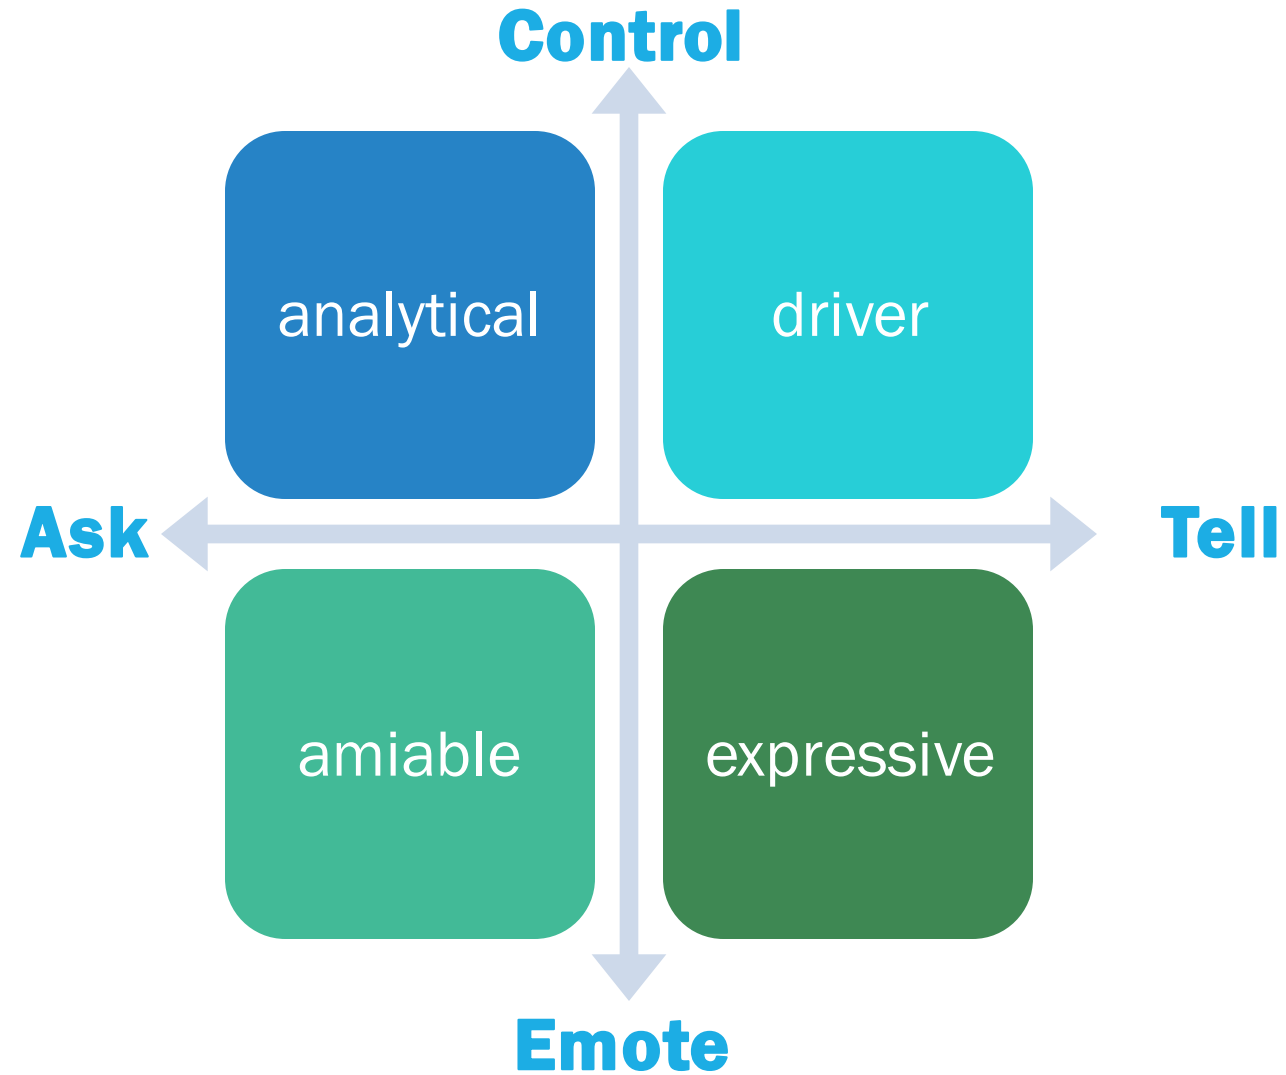 Control
analytical
driver
Ask
Tell
amiable
expressive
Emote